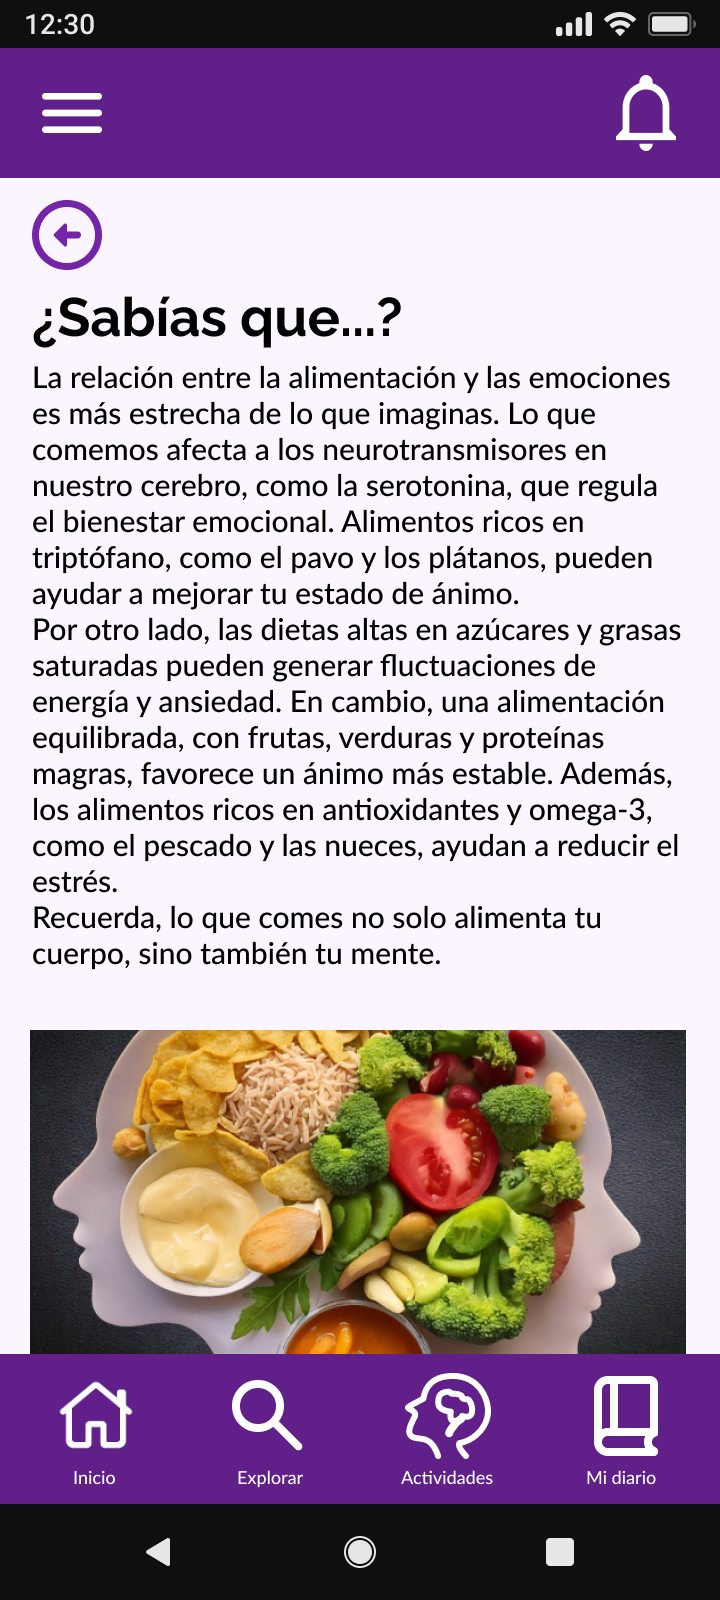 12:30
¿Sabías que...?
La relación entre la alimentación y las emociones
es más estrecha de lo que imaginas. Lo que
comemos afecta a los neurotransmisores en
nuestro cerebro, como la serotonina, que regula
el bienestar emocional. Alimentos ricos en
triptófano, como el pavo y los plátanos, pueden
ayudar a mejorar tu estado de ánimo.
Por otro lado, las dietas altas en azúcares y grasas
saturadas pueden generar fluctuaciones de
energía y ansiedad. En cambio, una alimentación
equilibrada, con frutas, verduras y proteínas
magras, favorece un ánimo más estable. Además,
los alimentos ricos en antioxidantes y omega-3,
como el pescado y las nueces, ayudan a reducir el
estrés.
Recuerda, lo que comes no solo alimenta tu
cuerpo, sino también tu mente.
Inicio
Explorar
Actividades
Mi diario